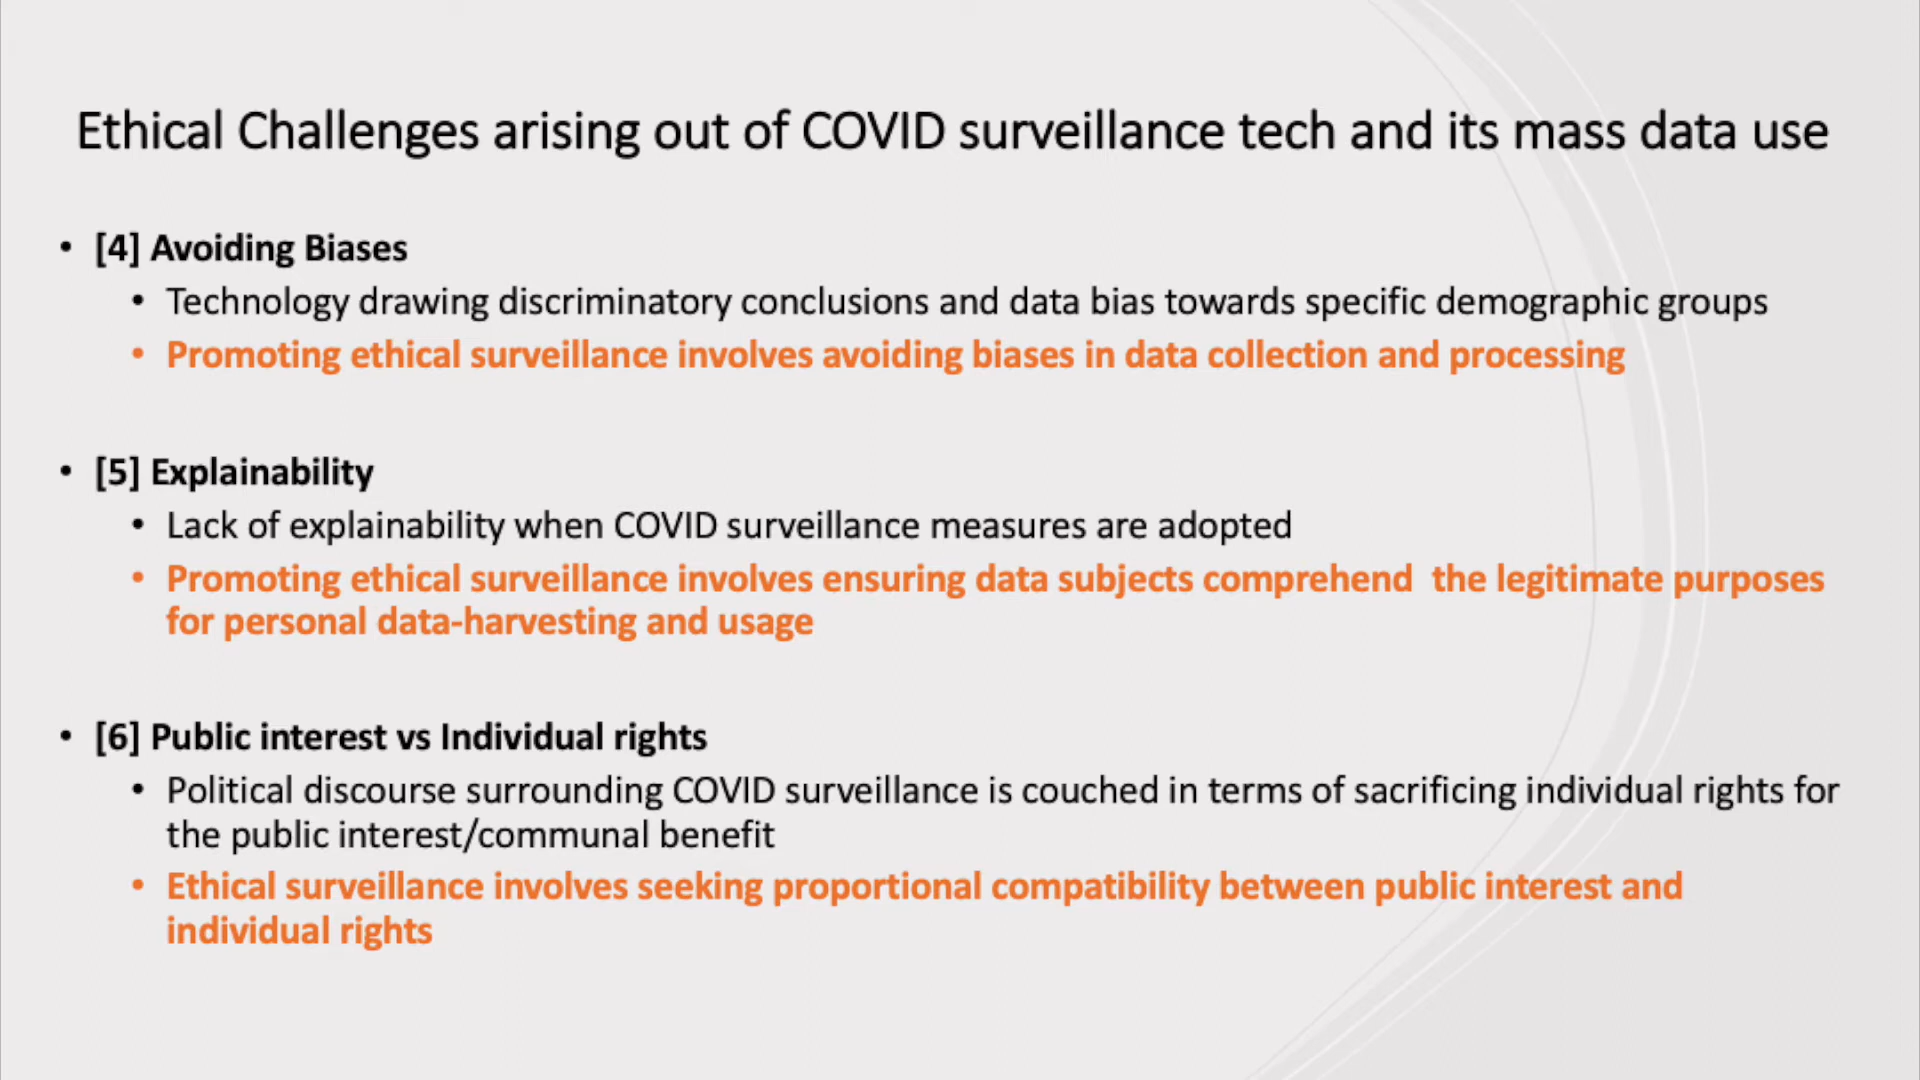 Ethical Challenges arising out of COVID surveillance tech and its mass data use
• [4] Avoiding Biases
• Technology drawing discriminatory conclusions and data bias towards specific demographic groups
• Promoting ethical surveillance involves avoiding biases in data collection and processing
• [5] Explainability
• Lack of explainability when COVID surveillance measures are adopted
• Promoting ethical surveillance involves ensuring data subjects comprehend  the legitimate purposes
for personal data-harvesting and usage
• [6] Public interest vs Individual rights
• Political discourse surrounding COVID surveillance is couched in terms of sacrificing individual rights for
the public interest/communal benefit
• Ethical surveillance involves seeking proportional compatibility between public interest and
individual rights